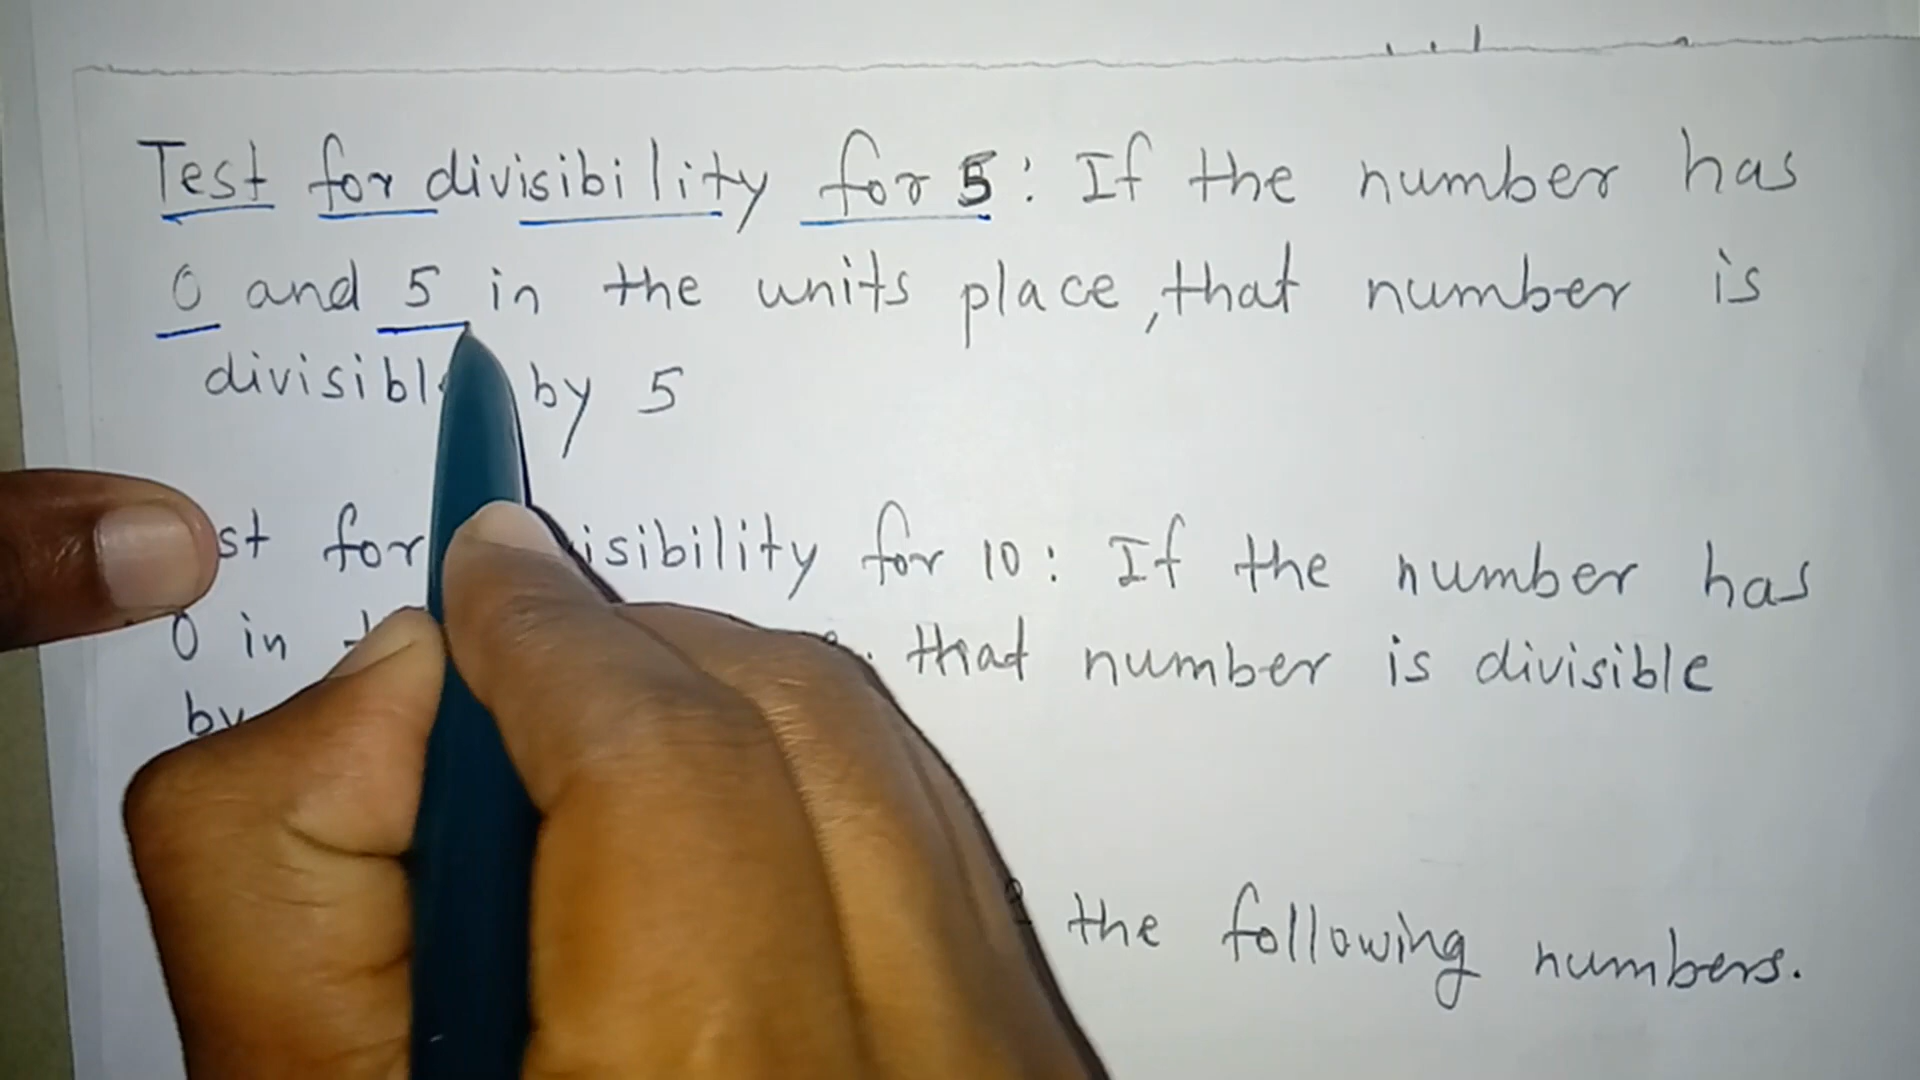 Test for divisibility for 5: If the number has
0 and 5 in the units place, that number is
divisible by 5
st for isibility for 10: If the number has
0 in that number is divisible
by
the following numbers.